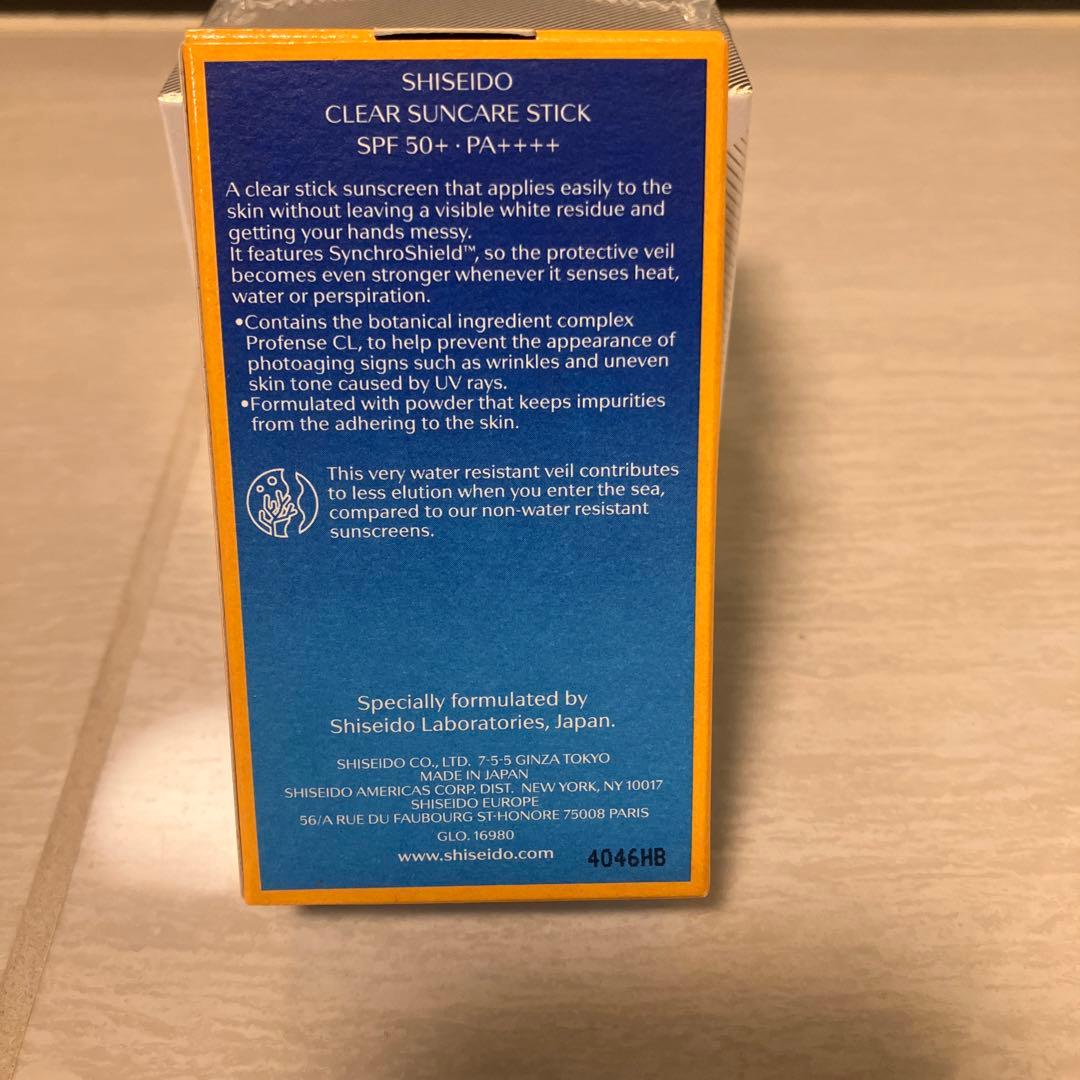 SHISEIDO
CLEAR SUNCARE STICK
SPF 50+ · PA++++
A clear stick sunscreen that applies easily to the
skin without leaving a visible white residue and
getting your hands messy.
It features SynchroShield™, so the protective veil
becomes even stronger whenever it senses heat,
water or perspiration.
•Contains the botanical ingredient complex
Profense CL, to help prevent the appearance of
photoaging signs such as wrinkles and uneven
skin tone caused by UV rays.
•Formulated with powder that keeps impurities
from the adhering to the skin.
This very water resistant veil contributes
to less elution when you enter the sea,
compared to our non-water resistant
sunscreens.
Specially formulated by
Shiseido Laboratories, Japan.
SHISEIDO CO., LTD. 7-5-5 GINZA TOKYO
MADE IN JAPAN
SHISEIDO AMERICAS CORP. DIST. NEW YORK, NY 10017
SHISEIDO EUROPE
56/A RUE DU FAUBOURG ST-HONORE 75008 PARIS
GLO. 16980
www.shiseido.com
4046HB